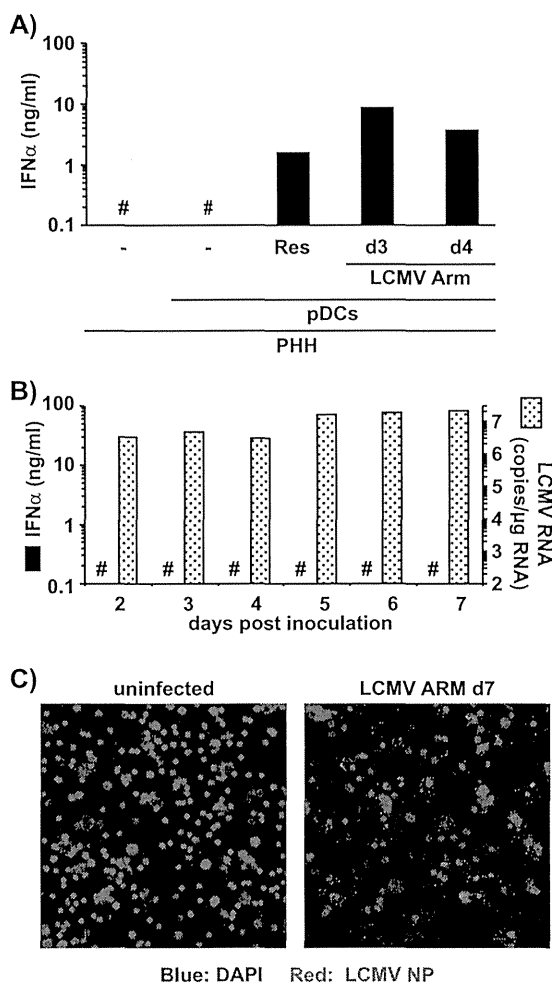 A)
IFNα (ng/ml)
100
10
1
0.1
# #
- - Res d3 d4
LCMV Arm
pDCs
PHH
B)
IFNα (ng/ml)
100
10
1
0.1
# # # # # #
2 3 4 5 6 7
days post inoculation
7
6
5
4
3
2
LCMV RNA
(copies/µg RNA)
C)
uninfected LCMV ARM d7
Blue: DAPI Red: LCMV NP